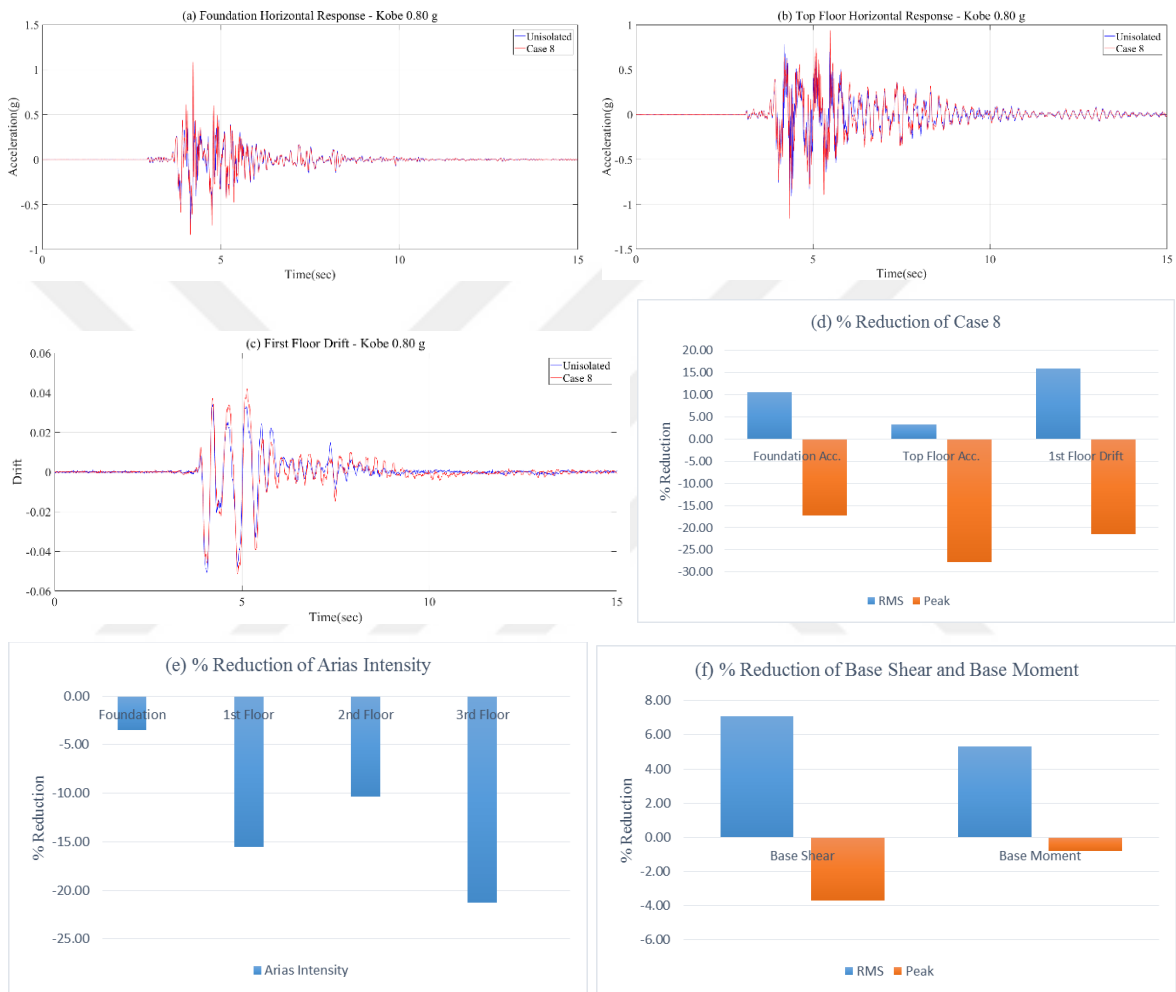 (a) Foundation Horizontal Response - Kobe 0.80 g
1.5
1
0.5
0
-0.5
-1
Acceleration(g)
Unisolated
Case 8
0 5 10 15
Time(sec)
(b) Top Floor Horizontal Response - Kobe 0.80 g
1
0.5
0
-0.5
-1
-1.5
Acceleration(g)
Unisolated
Case 8
0 5 10 15
Time(sec)
(c) First Floor Drift - Kobe 0.80 g
0.06
0.04
0.02
0
-0.02
-0.04
-0.06
Drift
Unisolated
Case 8
0 5 10 15
Time(sec)
(d) % Reduction of Case 8
20.00
15.00
10.00
5.00
0.00
-5.00
-10.00
-15.00
-20.00
-25.00
-30.00
% Reduction
Foundation Acc. Top Floor Acc. 1st Floor Drift
RMS Peak
(e) % Reduction of Arias Intensity
0.00
-5.00
-10.00
-15.00
-20.00
-25.00
% Reduction
Foundation 1st Floor 2nd Floor 3rd Floor
Arias Intensity
(f) % Reduction of Base Shear and Base Moment
8.00
6.00
4.00
2.00
0.00
-2.00
-4.00
-6.00
% Reduction
Base Shear Base Moment
RMS Peak